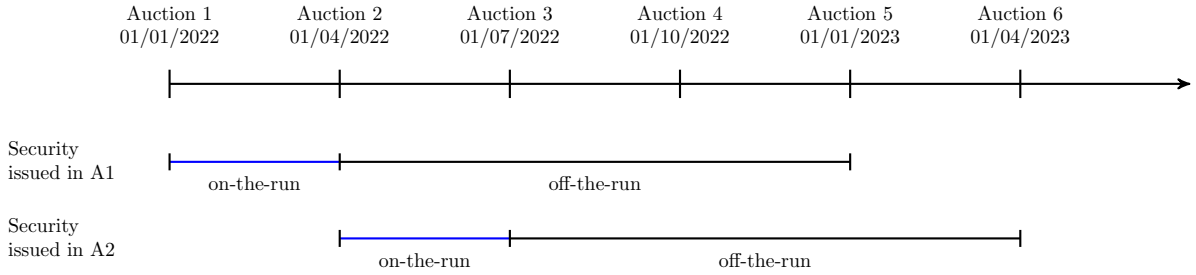 Auction 1
01/01/2022
Auction 2
01/04/2022
Auction 3
01/07/2022
Auction 4
01/10/2022
Auction 5
01/01/2023
Auction 6
01/04/2023
Security
issued in A1
on-the-run
off-the-run
Security
issued in A2
on-the-run
off-the-run